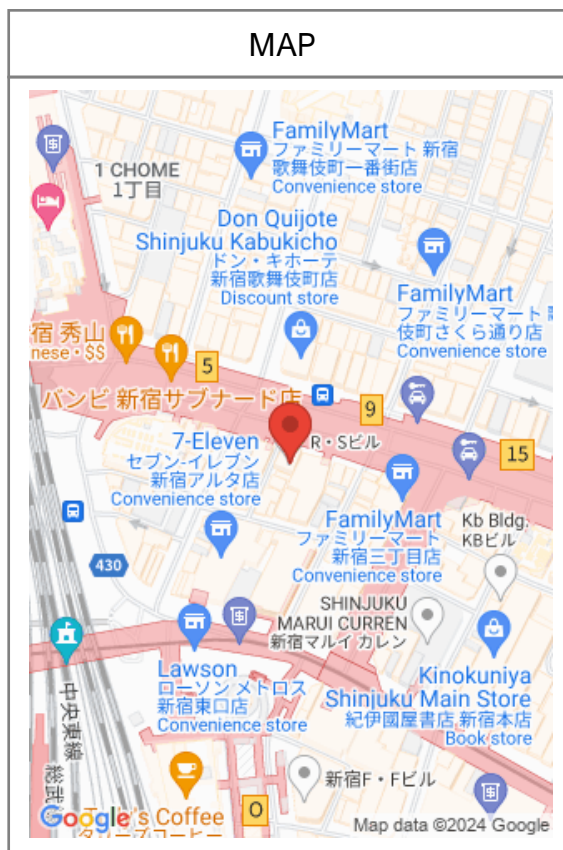 MAP
FamilyMart
ファミリーマート 新宿
歌舞伎町一番街店
Convenience store
1 CHOME
1丁目
Don Quijote
Shinjuku Kabukicho
ドン・キホーテ
新宿歌舞伎町店
Discount store
FamilyMart
ファミリーマート 歌
伎町さくら通り店
Convenience store
宿 秀山
nese・$$
5
バンビ 新宿サブナード店
9
7-Eleven
セブン-イレブン
新宿アルタ店
Convenience store
R・Sビル
15
FamilyMart
ファミリーマート
新宿三丁目店
Convenience store
Kb Bldg.
KBビル
430
SHINJUKU
MARUI CURREN
新宿マルイ カレン
Lawson
ローソン メトロス
新宿東口店
Convenience store
Kinokuniya
Shinjuku Main Store
紀伊國屋書店 新宿本店
Book store
中央東線
総武
新宿F・Fビル
's Coffee
タリーズコーヒー
O
Google
Map data ©2024 Google